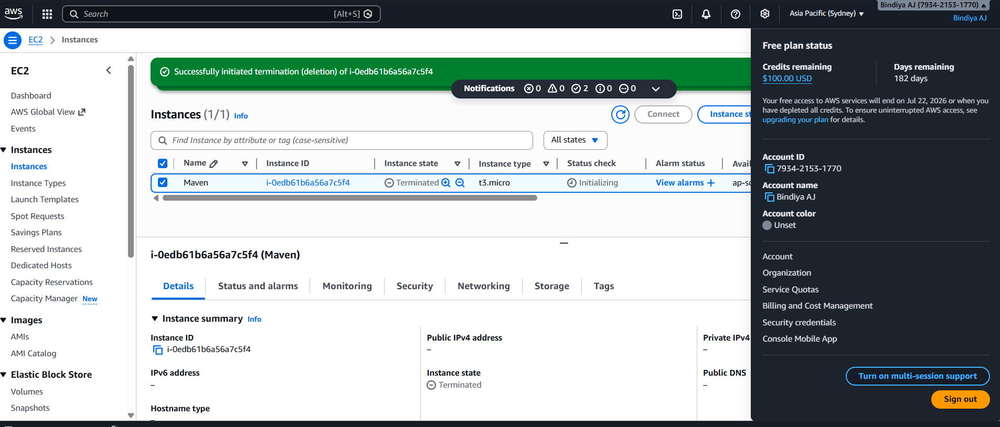 aws
Search
[Alt+S]
Asia Pacific (Sydney)
Bindiya AJ (7934-2153-1770)
Bindiya AJ
EC2
Instances
EC2
Dashboard
AWS Global View
Events
Instances
Instances
Instance Types
Launch Templates
Spot Requests
Savings Plans
Reserved Instances
Dedicated Hosts
Capacity Reservations
Capacity Manager New
Images
AMIs
AMI Catalog
Elastic Block Store
Volumes
Snapshots
Successfully initiated termination (deletion) of i-0edb61b6a56a7c5f4
Notifications 0 0 2 0 0
Instances (1/1) Info
Connect
Instance st
Find Instance by attribute or tag (case-sensitive)
All states
Name Instance ID Instance state Instance type Status check Alarm status Avail
Maven i-0edb61b6a56a7c5f4 Terminated t3.micro Initializing View alarms +
i-0edb61b6a56a7c5f4 (Maven)
Details Status and alarms Monitoring Security Networking Storage Tags
Instance summary Info
Instance ID
i-0edb61b6a56a7c5f4
Public IPv4 address
–
Private IPv4
–
IPv6 address
–
Instance state
Terminated
Public DNS
–
Hostname type
–
Free plan status
Credits remaining
$100.00 USD
Days remaining
182 days
Your free access to AWS services will end on Jul 22, 2026 or when you
have depleted all credits. To ensure uninterrupted AWS access, see
upgrading your plan for details.
Account ID
7934-2153-1770
Account name
Bindiya AJ
Account color
Unset
Account
Organization
Service Quotas
Billing and Cost Management
Security credentials
Console Mobile App
Turn on multi-session support
Sign out